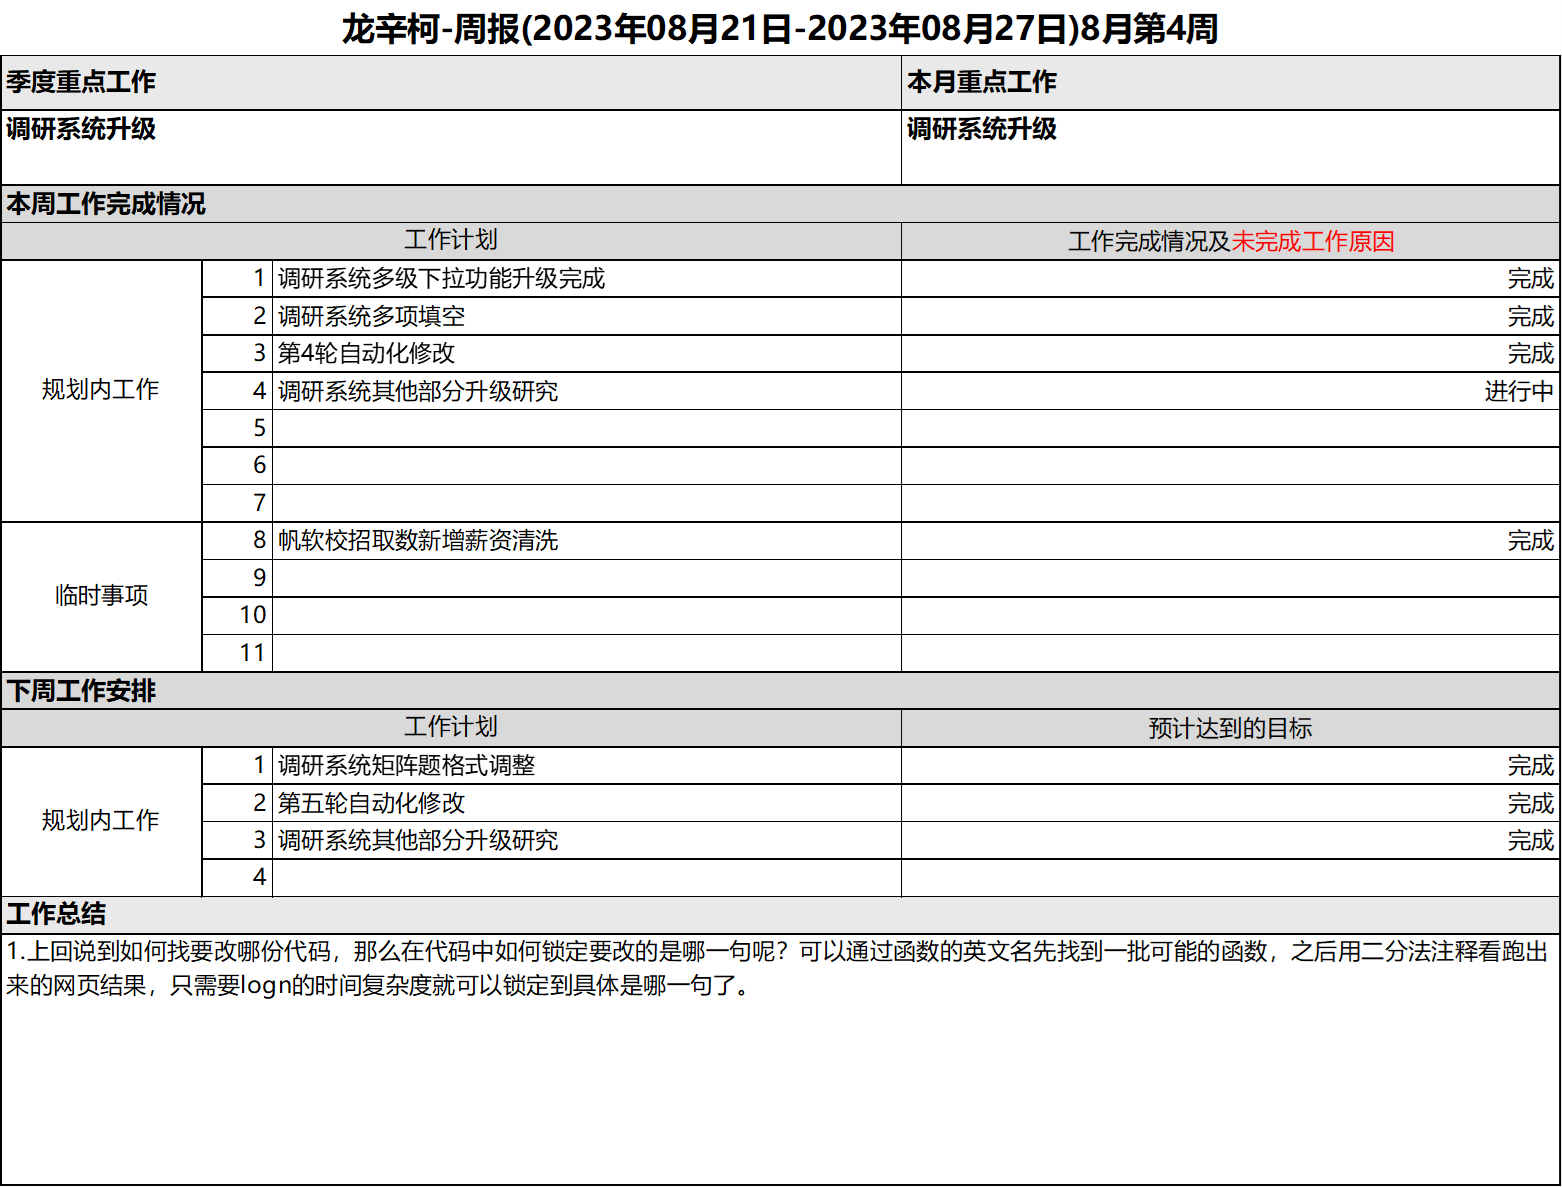 龙辛柯-周报(2023年08月21日-2023年08月27日)8月第4周
季度重点工作 本月重点工作
调研系统升级 调研系统升级
本周工作完成情况
工作计划 工作完成情况及未完成工作原因
规划内工作
1 调研系统多级下拉功能升级完成 完成
2 调研系统多项填空 完成
3 第4轮自动化修改 完成
4 调研系统其他部分升级研究 进行中
5
6
7
临时事项
8 帆软校招取数新增薪资清洗 完成
9
10
11
下周工作安排
工作计划 预计达到的目标
规划内工作
1 调研系统矩阵题格式调整 完成
2 第五轮自动化修改 完成
3 调研系统其他部分升级研究 完成
4
工作总结
1.上回说到如何找要改哪份代码，那么在代码中如何锁定要改的是哪一句呢？可以通过函数的英文名先找到一批可能的函数，之后用二分法注释看跑出
来的网页结果，只需要logn的时间复杂度就可以锁定到具体是哪一句了。